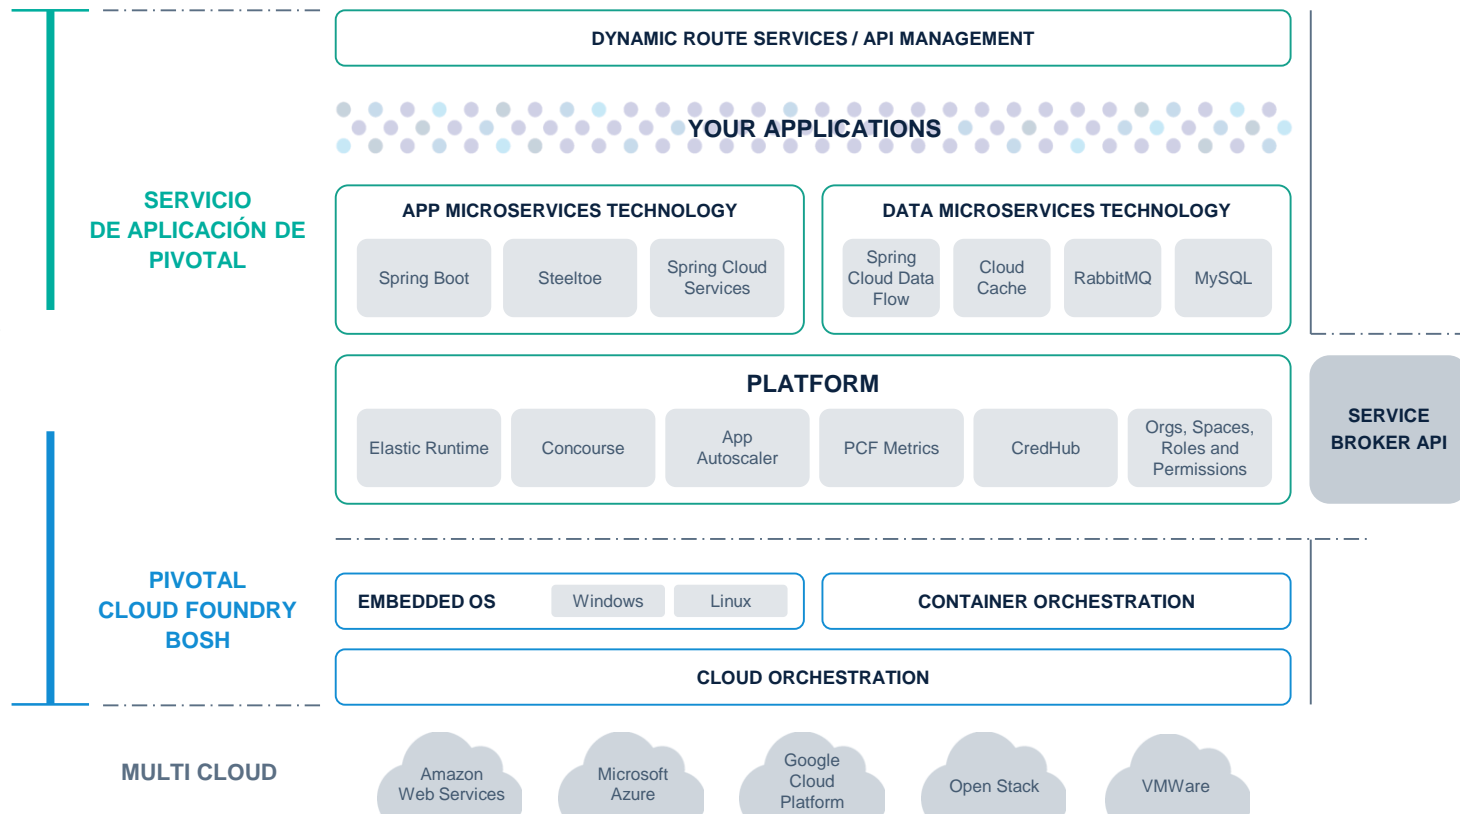 DYNAMIC ROUTE SERVICES / API MANAGEMENT
YOUR APPLICATIONS
SERVICIO
DE APLICACIÓN DE
PIVOTAL
APP MICROSERVICES TECHNOLOGY
Spring Boot
Steeltoe
Spring Cloud
Services
DATA MICROSERVICES TECHNOLOGY
Spring
Cloud Data
Flow
Cloud
Cache
RabbitMQ
MySQL
PLATFORM
Elastic Runtime
Concourse
App
Autoscaler
PCF Metrics
CredHub
Orgs, Spaces,
Roles and
Permissions
SERVICE
BROKER API
PIVOTAL
CLOUD FOUNDRY
BOSH
EMBEDDED OS
Windows
Linux
CONTAINER ORCHESTRATION
CLOUD ORCHESTRATION
MULTI CLOUD
Amazon
Web Services
Microsoft
Azure
Google
Cloud
Platform
Open Stack
VMWare